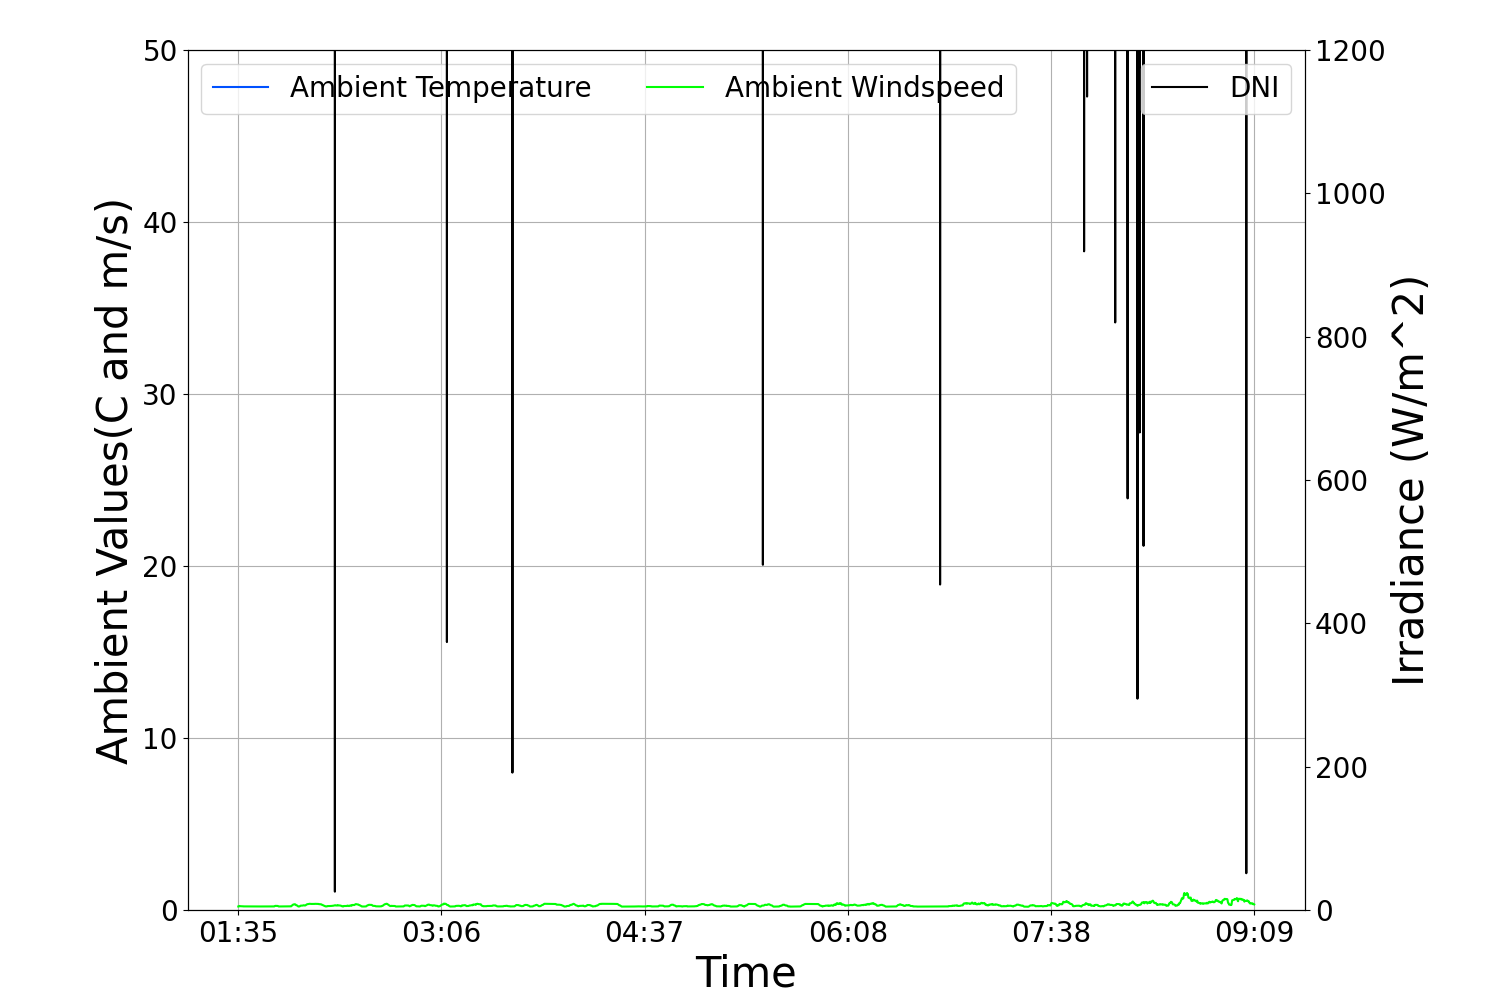 50
40
30
20
10
0
Ambient Values(C and m/s)
Ambient Temperature
Ambient Windspeed
DNI
1200
1000
800
600
400
200
0
Irradiance (W/m^2)
01:35 03:06 04:37 06:08 07:38 09:09
Time